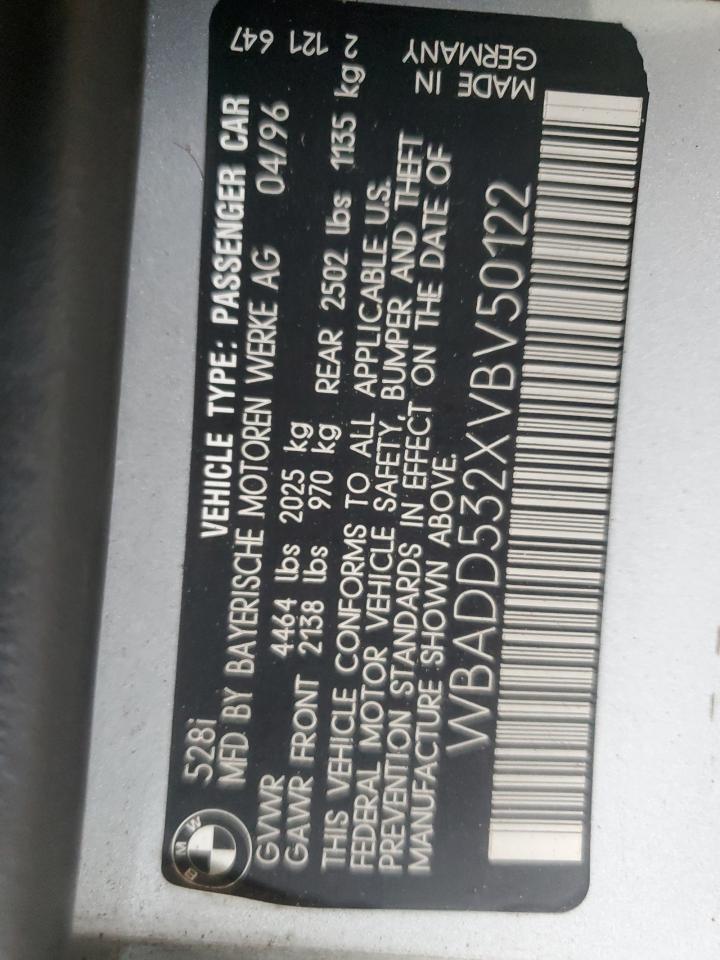 BMW
528i VEHICLE TYPE: PASSENGER CAR
MFD BY BAYERISCHE MOTOREN WERKE AG 04/96
GVWR 4464 lbs 2025 kg
GAWR FRONT 2138 lbs 970 kg REAR 2502 lbs 1135 kg
THIS VEHICLE CONFORMS TO ALL APPLICABLE U.S.
FEDERAL MOTOR VEHICLE SAFETY, BUMPER AND THEFT
PREVENTION STANDARDS IN EFFECT ON THE DATE OF
MANUFACTURE SHOWN ABOVE.
WBADD532XVBV50122
2 121 647
MADE IN
GERMANY